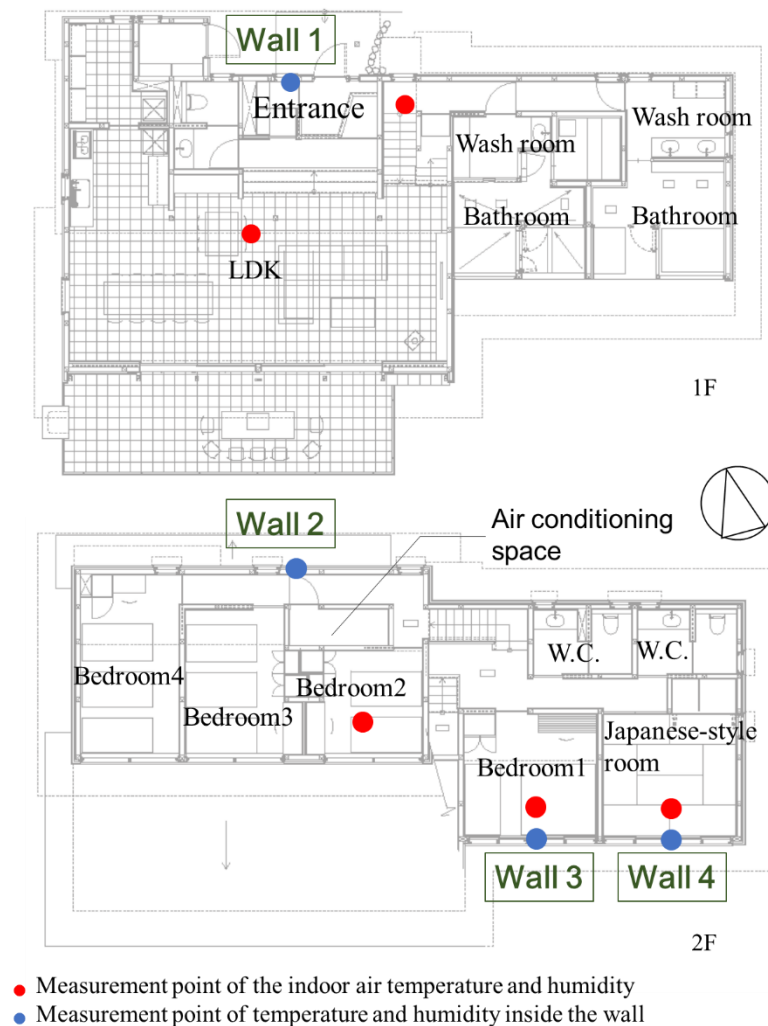 Wall 1
Entrance
Wash room
Wash room
Bathroom
Bathroom
LDK
1F
Wall 2
Air conditioning
space
W.C.
W.C.
Bedroom4
Bedroom3
Bedroom2
Japanese-style
room
Bedroom1
Wall 3
Wall 4
2F
Measurement point of the indoor air temperature and humidity
Measurement point of temperature and humidity inside the wall